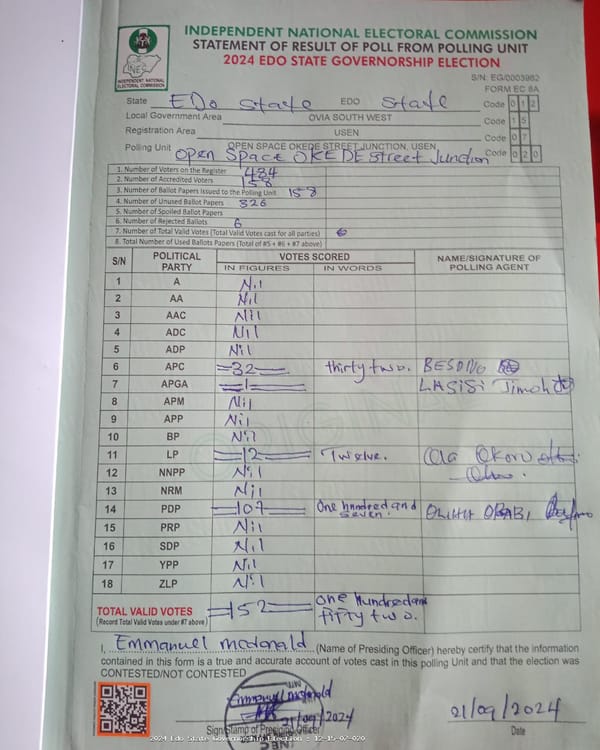 INDEPENDENT NATIONAL ELECTORAL COMMISSION
STATEMENT OF RESULT OF POLL FROM POLLING UNIT
2024 EDO STATE GOVERNORSHIP ELECTION
INDEPENDENT NATIONAL ELECTORAL COMMISSION
S/N: EG/0003962
FORM EC 8A
State EDo State EDO State Code 0 1 2
Local Government Area OVIA SOUTH WEST Code 1 5
Registration Area USEN Code 0 7
Polling Unit OPEN SPACE OKEDE STREET JUNCTION, USEN Code 0 2 0
Open Space OKEDE Street Junction
1. Number of Voters on the Register 484
2. Number of Accredited Voters 158
3. Number of Ballot Papers Issued to the Polling Unit 158
4. Number of Unused Ballot Papers 326
5. Number of Spoiled Ballot Papers
6. Number of Rejected Ballots 6
7. Number of Total Valid Votes (Total Valid Votes cast for all parties)
8. Total Number of Used Ballots Papers (Total of #5 + #6 + #7 above)
S/N POLITICAL PARTY VOTES SCORED NAME/SIGNATURE OF POLLING AGENT
IN FIGURES IN WORDS
1 A Nil
2 AA Nil
3 AAC Nil
4 ADC Nil
5 ADP Nil
6 APC =32= thirty two.
7 APGA =1= LASISI Jimoh
8 APM Nil
9 APP Nil
10 BP Nil
11 LP =12= Twelve.
12 NNPP Nil
13 NRM Nil
14 PDP =107= One hundred and seven.
15 PRP Nil
16 SDP Nil
17 YPP Nil
18 ZLP Nil
TOTAL VALID VOTES =152= One Hundred and fifty two.
(Record Total Valid Votes under #7 above)
I, Emmanuel mcdonald (Name of Presiding Officer) hereby certify that the information
contained in this form is a true and accurate account of votes cast in this polling Unit and that the election was
CONTESTED/NOT CONTESTED
Emmanuel mcdonald
21/09/2024
21/09/2024
Sign/Stamp of Presiding Officer
Date
INEC
2024 Edo State Governorship Election : 12-15-07-020